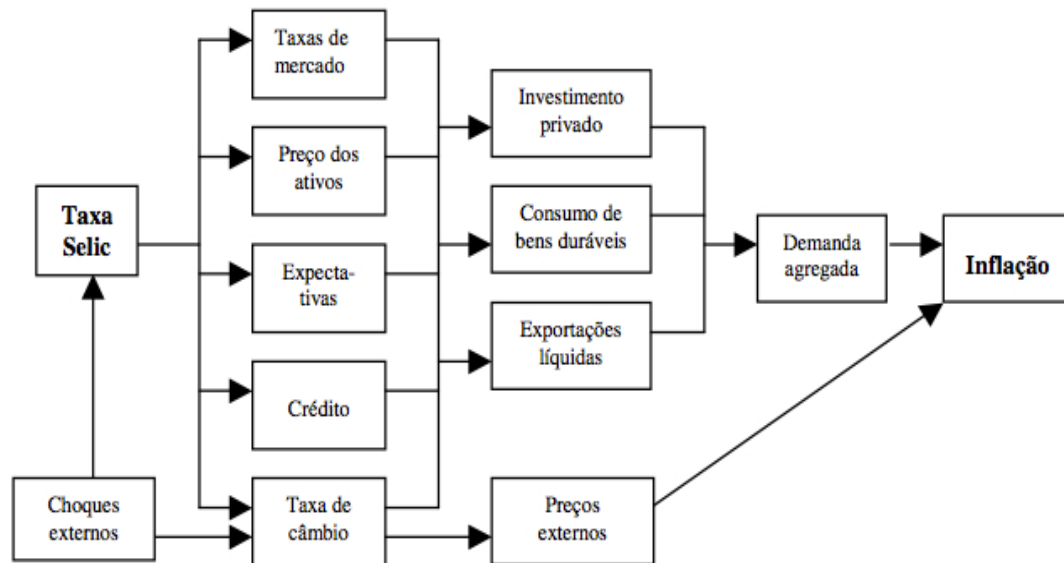 Taxas de
mercado
Preço dos
ativos
Expecta-
tivas
Crédito
Taxa de
câmbio
Taxa
Selic
Choques
externos
Investimento
privado
Consumo de
bens duráveis
Exportações
líquidas
Preços
externos
Demanda
agregada
Inflação